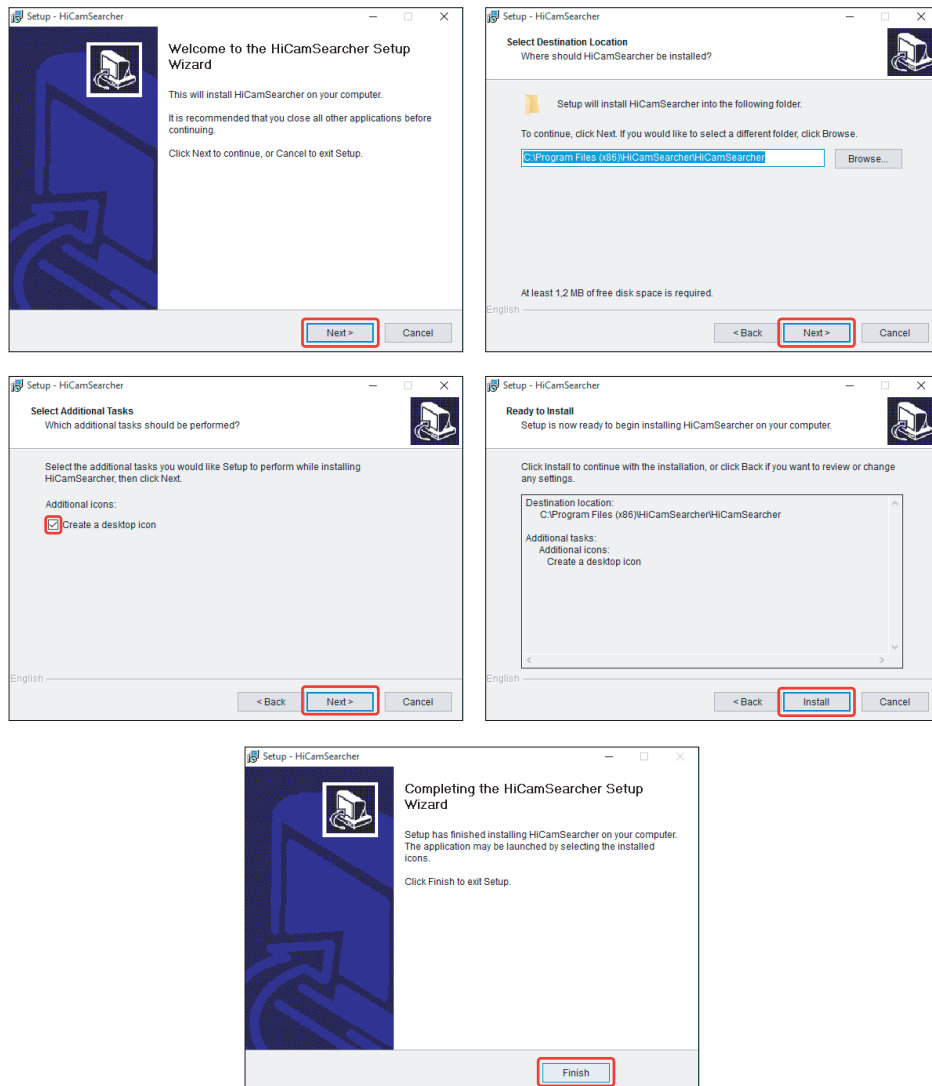 Setup - HiCamSearcher
Welcome to the HiCamSearcher Setup
Wizard
This will install HiCamSearcher on your computer.
It is recommended that you close all other applications before
continuing.
Click Next to continue, or Cancel to exit Setup.
Next >
Cancel
Setup - HiCamSearcher
Select Destination Location
Where should HiCamSearcher be installed?
Setup will install HiCamSearcher into the following folder.
To continue, click Next. If you would like to select a different folder, click Browse.
C:\Program Files (x86)\HiCamSearcher\HiCamSearcher
Browse...
At least 1,2 MB of free disk space is required.
English
< Back
Next >
Cancel
Setup - HiCamSearcher
Select Additional Tasks
Which additional tasks should be performed?
Select the additional tasks you would like Setup to perform while installing
HiCamSearcher, then click Next.
Additional icons:
Create a desktop icon
English
< Back
Next >
Cancel
Setup - HiCamSearcher
Ready to Install
Setup is now ready to begin installing HiCamSearcher on your computer.
Click Install to continue with the installation, or click Back if you want to review or change
any settings.
Destination location:
C:\Program Files (x86)\HiCamSearcher\HiCamSearcher
Additional tasks:
Additional icons:
Create a desktop icon
English
< Back
Install
Cancel
Setup - HiCamSearcher
Completing the HiCamSearcher Setup
Wizard
Setup has finished installing HiCamSearcher on your computer.
The application may be launched by selecting the installed
icons.
Click Finish to exit Setup.
Finish